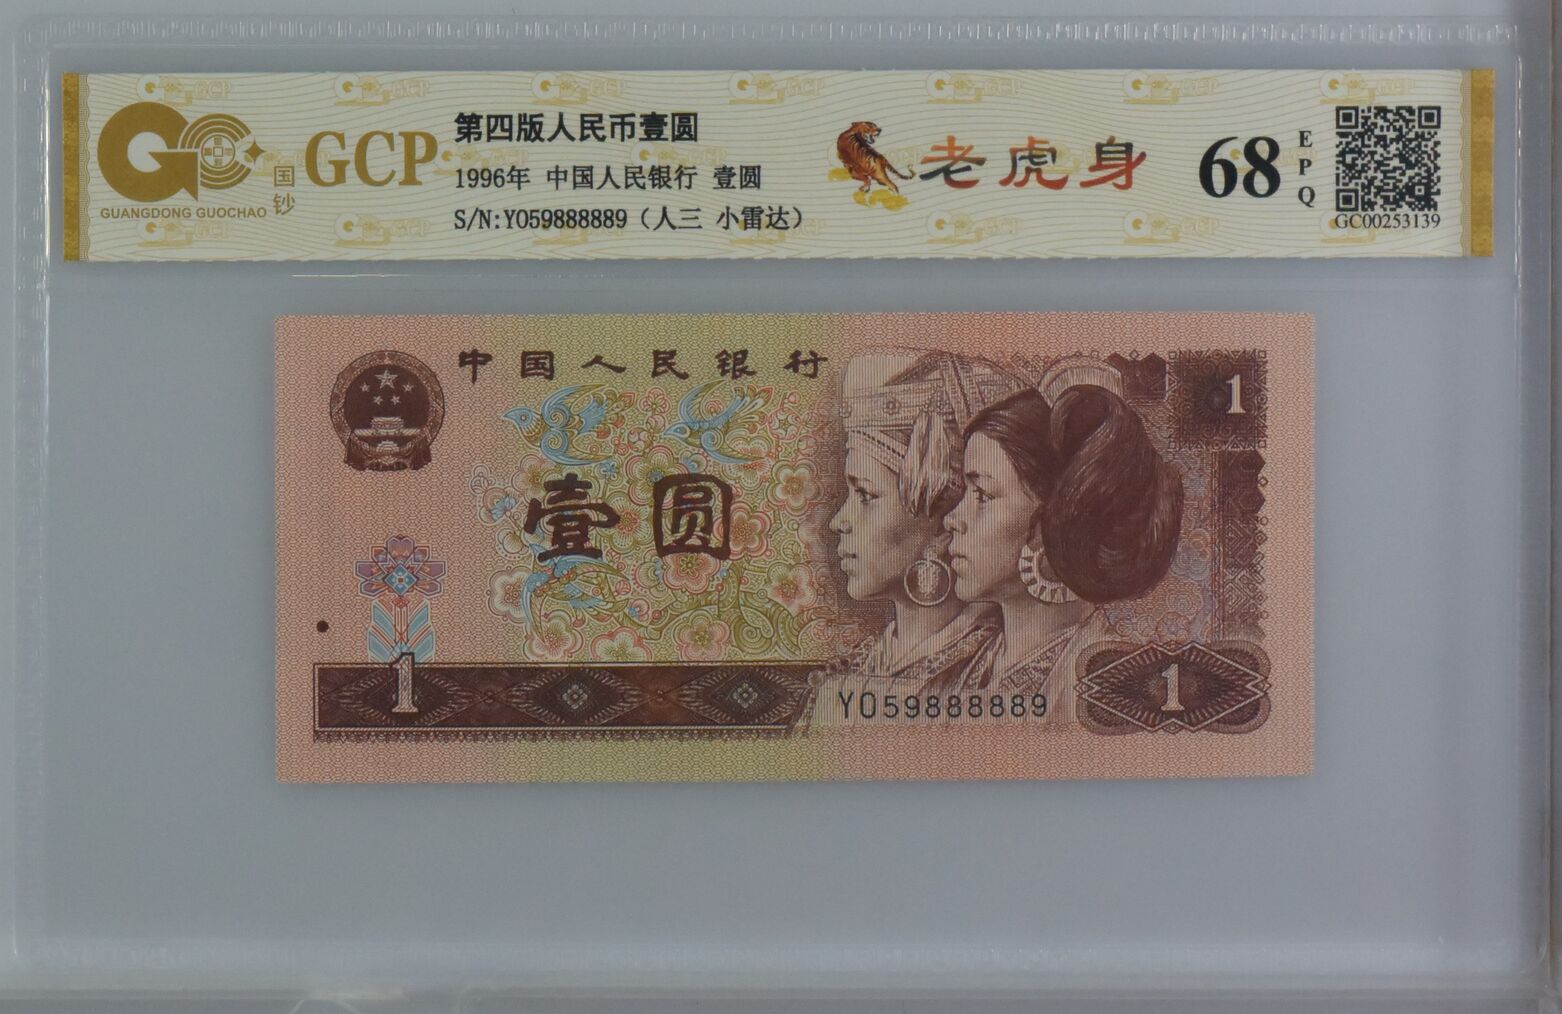 GCP
GUANGDONG GUOCHAO
国钞
第四版人民币壹圆
1996年 中国人民银行 壹圆
S/N:Y059888889（人三 小雷达）
老虎身
68
EPQ
GC00253139
中国人民银行
1
壹圆
1
Y059888889
1